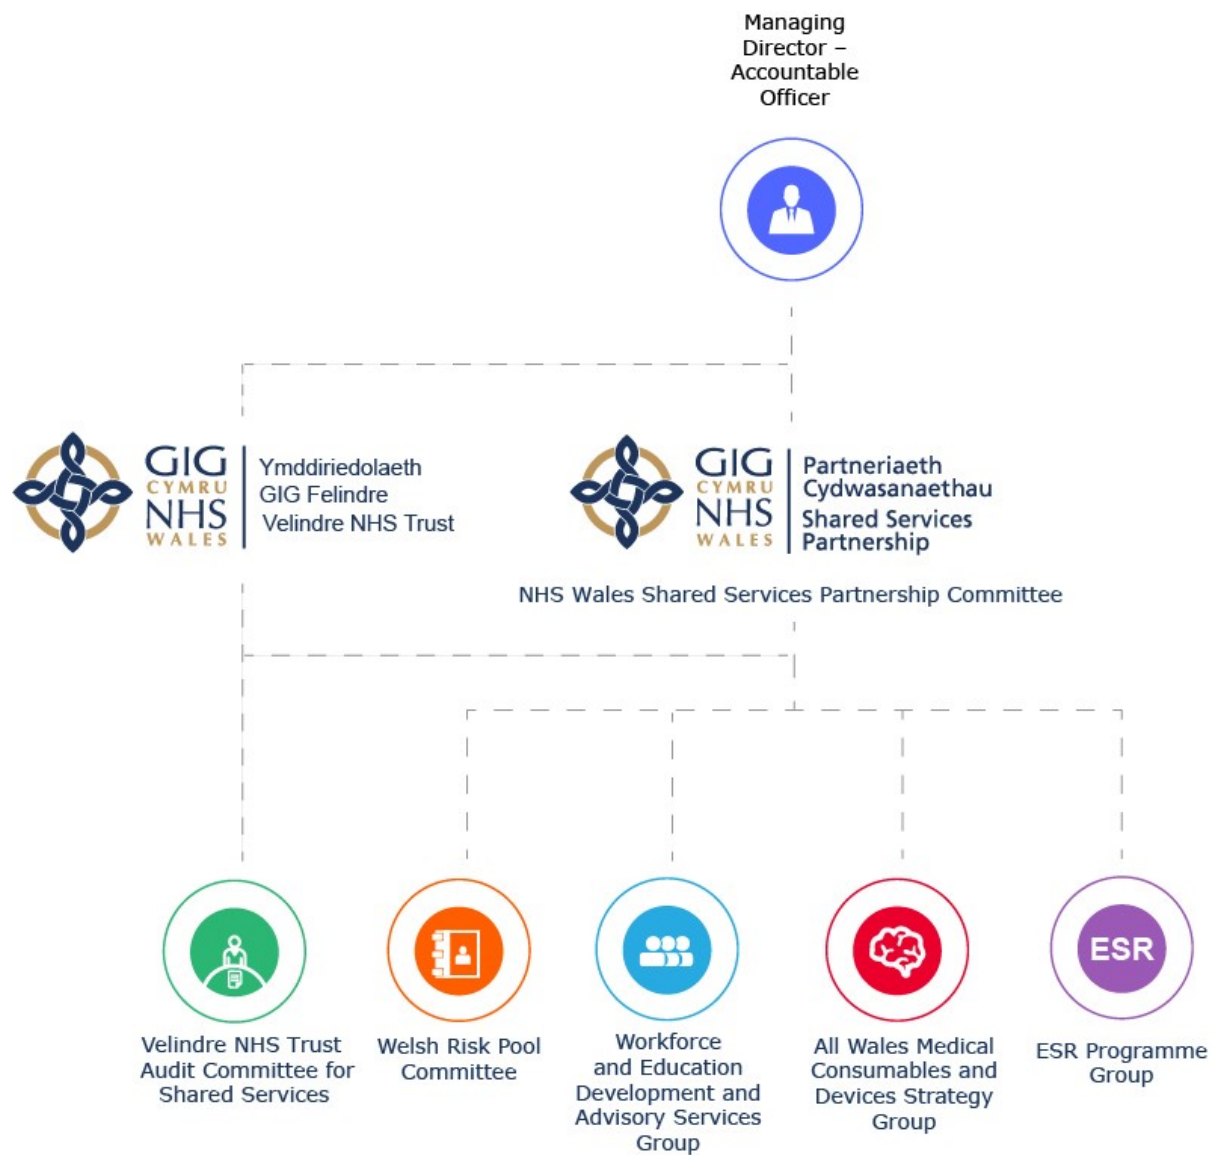 Managing
Director –
Accountable
Officer
GIG
CYMRU
NHS
WALES
Ymddiriedolaeth
GIG Felindre
Velindre NHS Trust
GIG
CYMRU
NHS
WALES
Partneriaeth
Cydwasanaethau
Shared Services
Partnership
NHS Wales Shared Services Partnership Committee
Velindre NHS Trust
Audit Committee for
Shared Services
Welsh Risk Pool
Committee
Workforce
and Education
Development and
Advisory Services
Group
All Wales Medical
Consumables and
Devices Strategy
Group
ESR
ESR Programme
Group